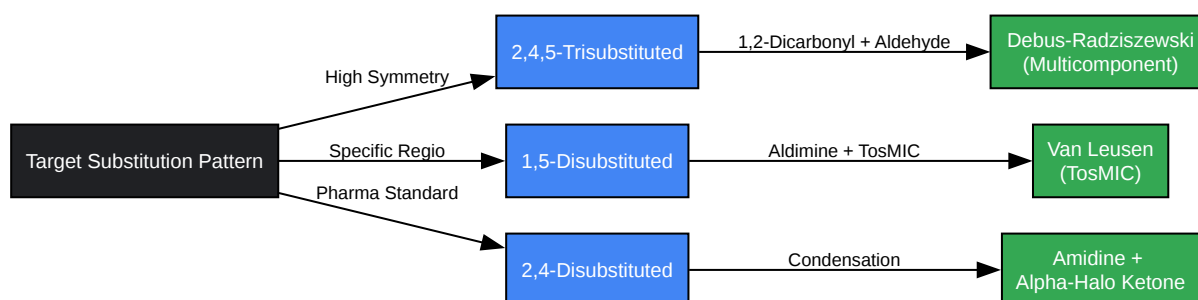 2,4,5-Trisubstituted
1,2-Dicarbonyl + Aldehyde
Debus-Radziszewski
(Multicomponent)
High Symmetry
Target Substitution Pattern
Specific Regio
1,5-Disubstituted
Aldimine + TosMIC
Van Leusen
(TosMIC)
Pharma Standard
2,4-Disubstituted
Condensation
Amidine +
Alpha-Halo Ketone